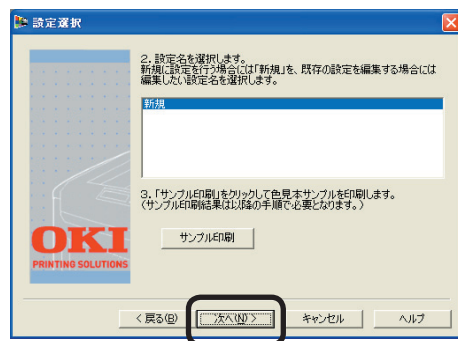 設定選択
2. 設定名を選択します。
新規に設定を行う場合には「新規」を、既存の設定を編集する場合には
編集したい設定名を選択します。
新規
3. 「サンプル印刷」をクリックして色見本サンプルを印刷します。
(サンプル印刷結果は以降の手順で必要となります。)
サンプル印刷
OKI
PRINTING SOLUTIONS
< 戻る(B)
次へ(N) >
キャンセル
ヘルプ